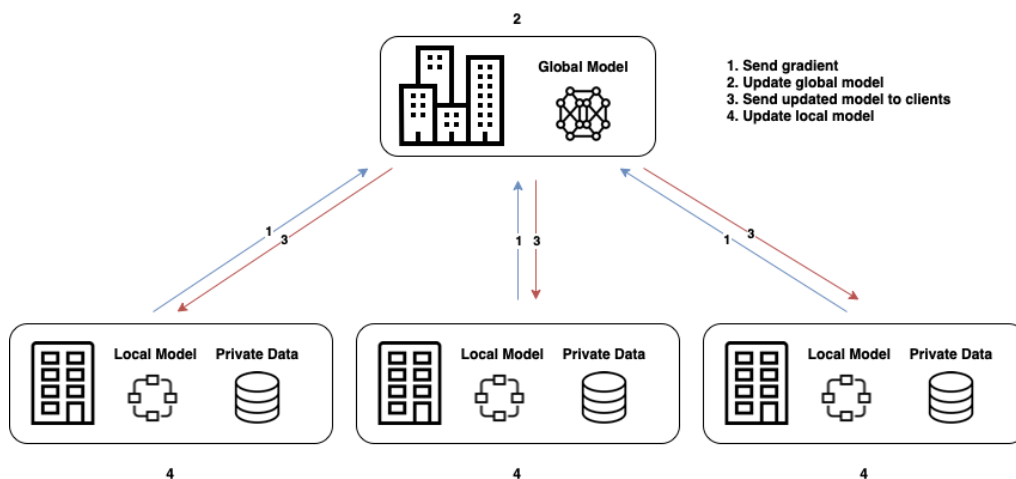 2
Global Model
1. Send gradient
2. Update global model
3. Send updated model to clients
4. Update local model
1
3
1 3
3
1
Local Model Private Data
Local Model Private Data
Local Model Private Data
4
4
4